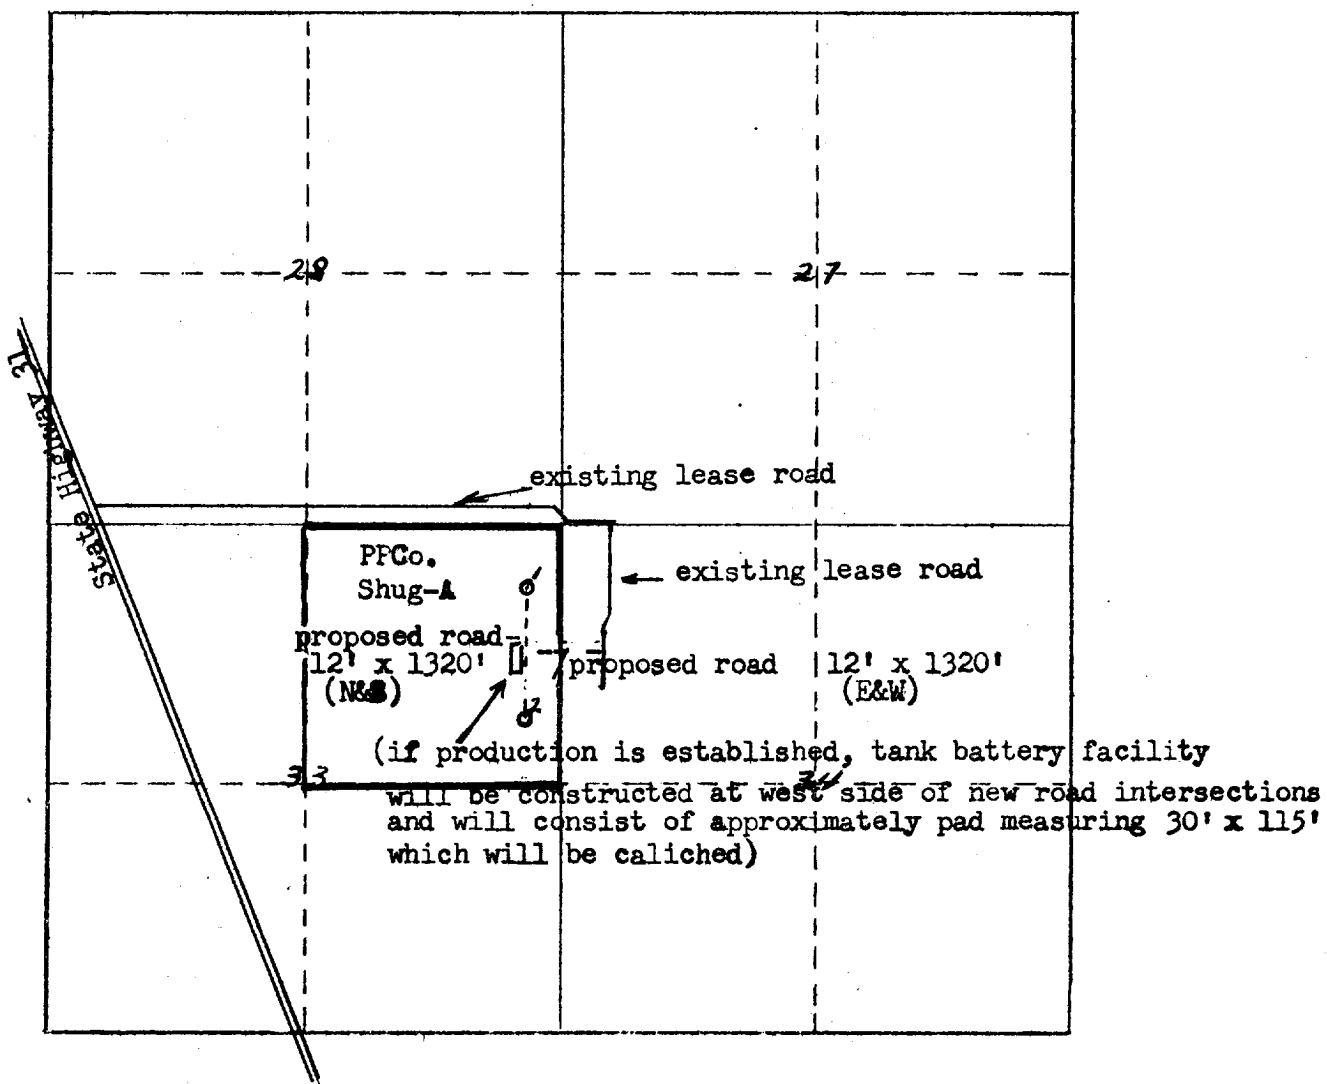 28
27
State Highway 31
existing lease road
PPCo.
Shug-A
1
existing lease road
proposed road
12' x 1320'
(N&S)
proposed road 12' x 1320'
(E&W)
2
(if production is established, tank battery facility
33
34
will be constructed at west side of new road intersections
and will consist of approximately pad measuring 30' x 115'
which will be caliched)